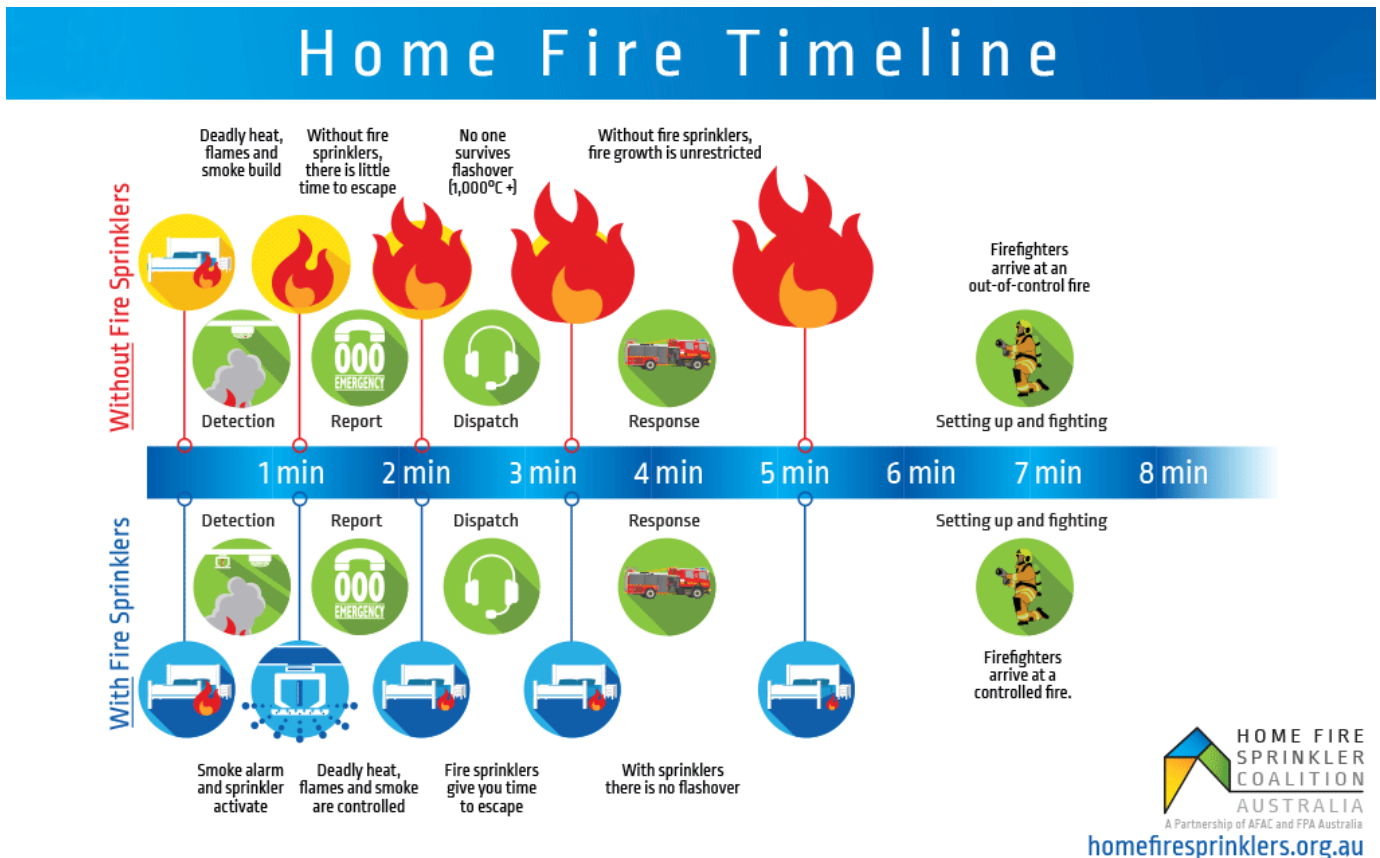 Home Fire Timeline
Deadly heat,
flames and
smoke build
Without fire
sprinklers,
there is little
time to escape
No one
survives
flashover
(1,000°C +)
Without fire sprinklers,
fire growth is unrestricted
Firefighters
arrive at an
out-of-control fire
Without Fire Sprinklers
000
EMERGENCY
Detection
Report
Dispatch
Response
Setting up and fighting
1 min
2 min
3 min
4 min
5 min
6 min
7 min
8 min
With Fire Sprinklers
Detection
Report
Dispatch
Response
Setting up and fighting
000
EMERGENCY
Firefighters
arrive at a
controlled fire.
Smoke alarm
and sprinkler
activate
Deadly heat,
flames and smoke
are controlled
Fire sprinklers
give you time
to escape
With sprinklers
there is no flashover
HOME FIRE
SPRINKLER
COALITION
AUSTRALIA
A Partnership of AFAC and FPA Australia
homefiresprinklers.org.au